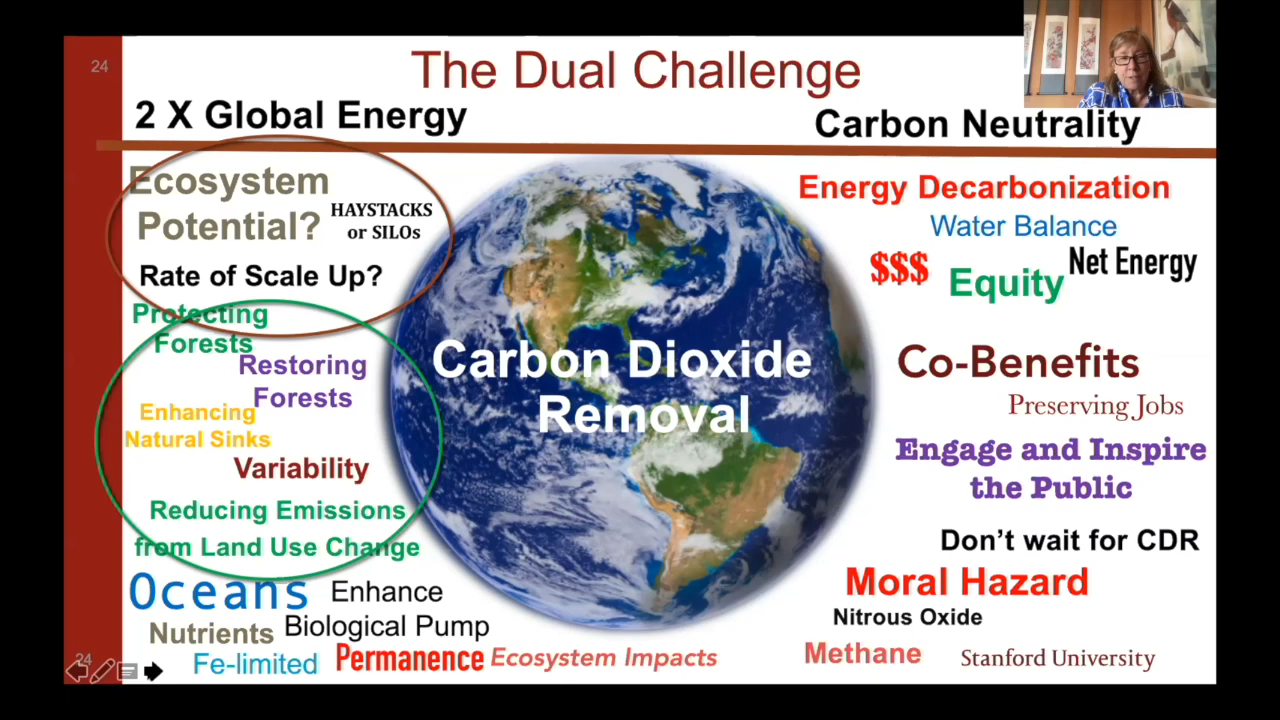 24
The Dual Challenge
2 X Global Energy
Carbon Neutrality
Ecosystem
Potential?
HAYSTACKS
or SILOs
Rate of Scale Up?
Protecting
Forests
Restoring
Forests
Enhancing
Natural Sinks
Variability
Reducing Emissions
from Land Use Change
Oceans
Enhance
Biological Pump
Nutrients
Fe-limited
Permanence
Ecosystem Impacts
Carbon Dioxide
Removal
Energy Decarbonization
Water Balance
$$$
Equity
Net Energy
Co-Benefits
Preserving Jobs
Engage and Inspire
the Public
Don't wait for CDR
Moral Hazard
Nitrous Oxide
Methane
Stanford University
24